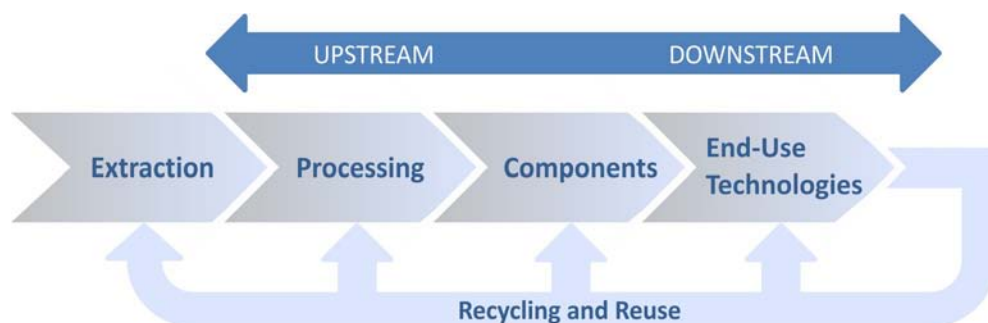 UPSTREAM DOWNSTREAM
Extraction Processing Components End-Use
Technologies
Recycling and Reuse